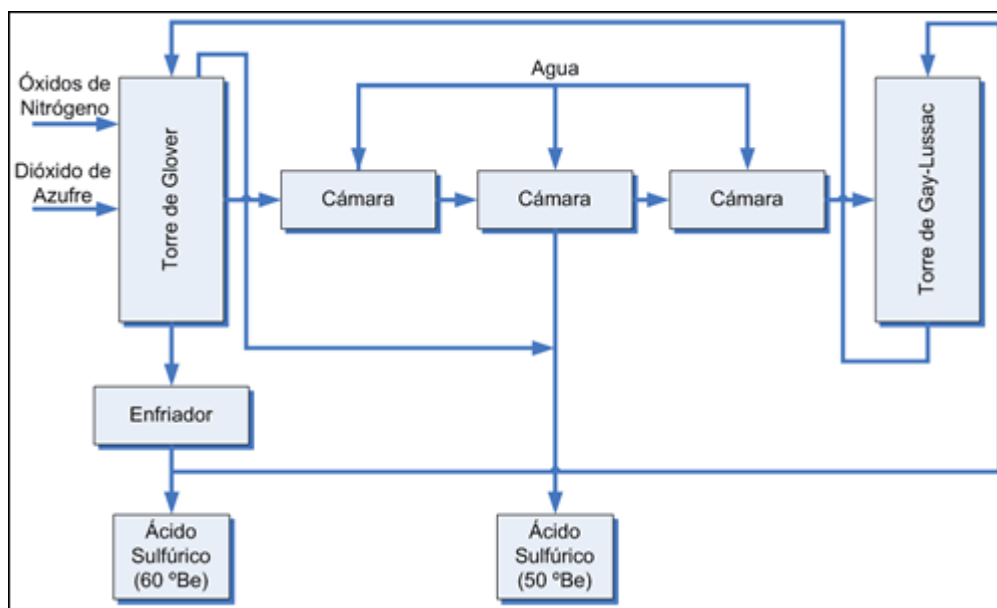 Óxidos de
Nitrógeno
Dióxido de
Azufre
Torre de Glover
Agua
Cámara
Cámara
Cámara
Torre de Gay-Lussac
Enfriador
Ácido
Sulfúrico
(60 ºBe)
Ácido
Sulfúrico
(50 ºBe)